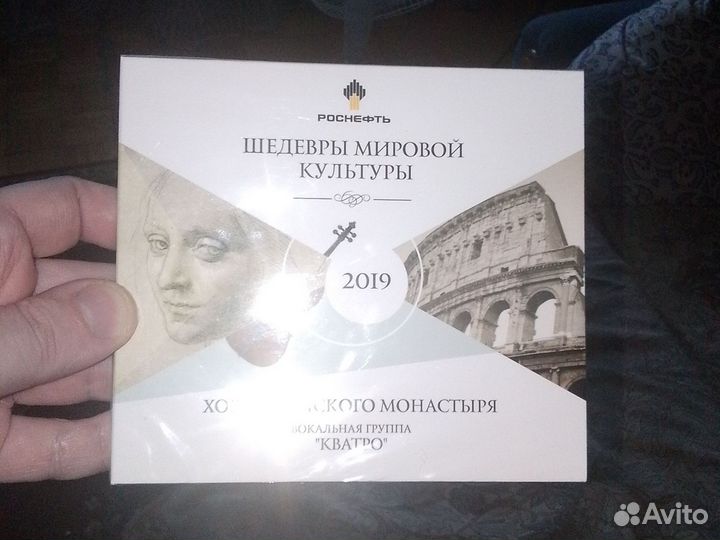 РОСНЕФТЬ
ШЕДЕВРЫ МИРОВОЙ
КУЛЬТУРЫ
2019
МОНАСТЫРЯ
ВОКАЛЬНАЯ ГРУППА
"КВАТРО"
Avito